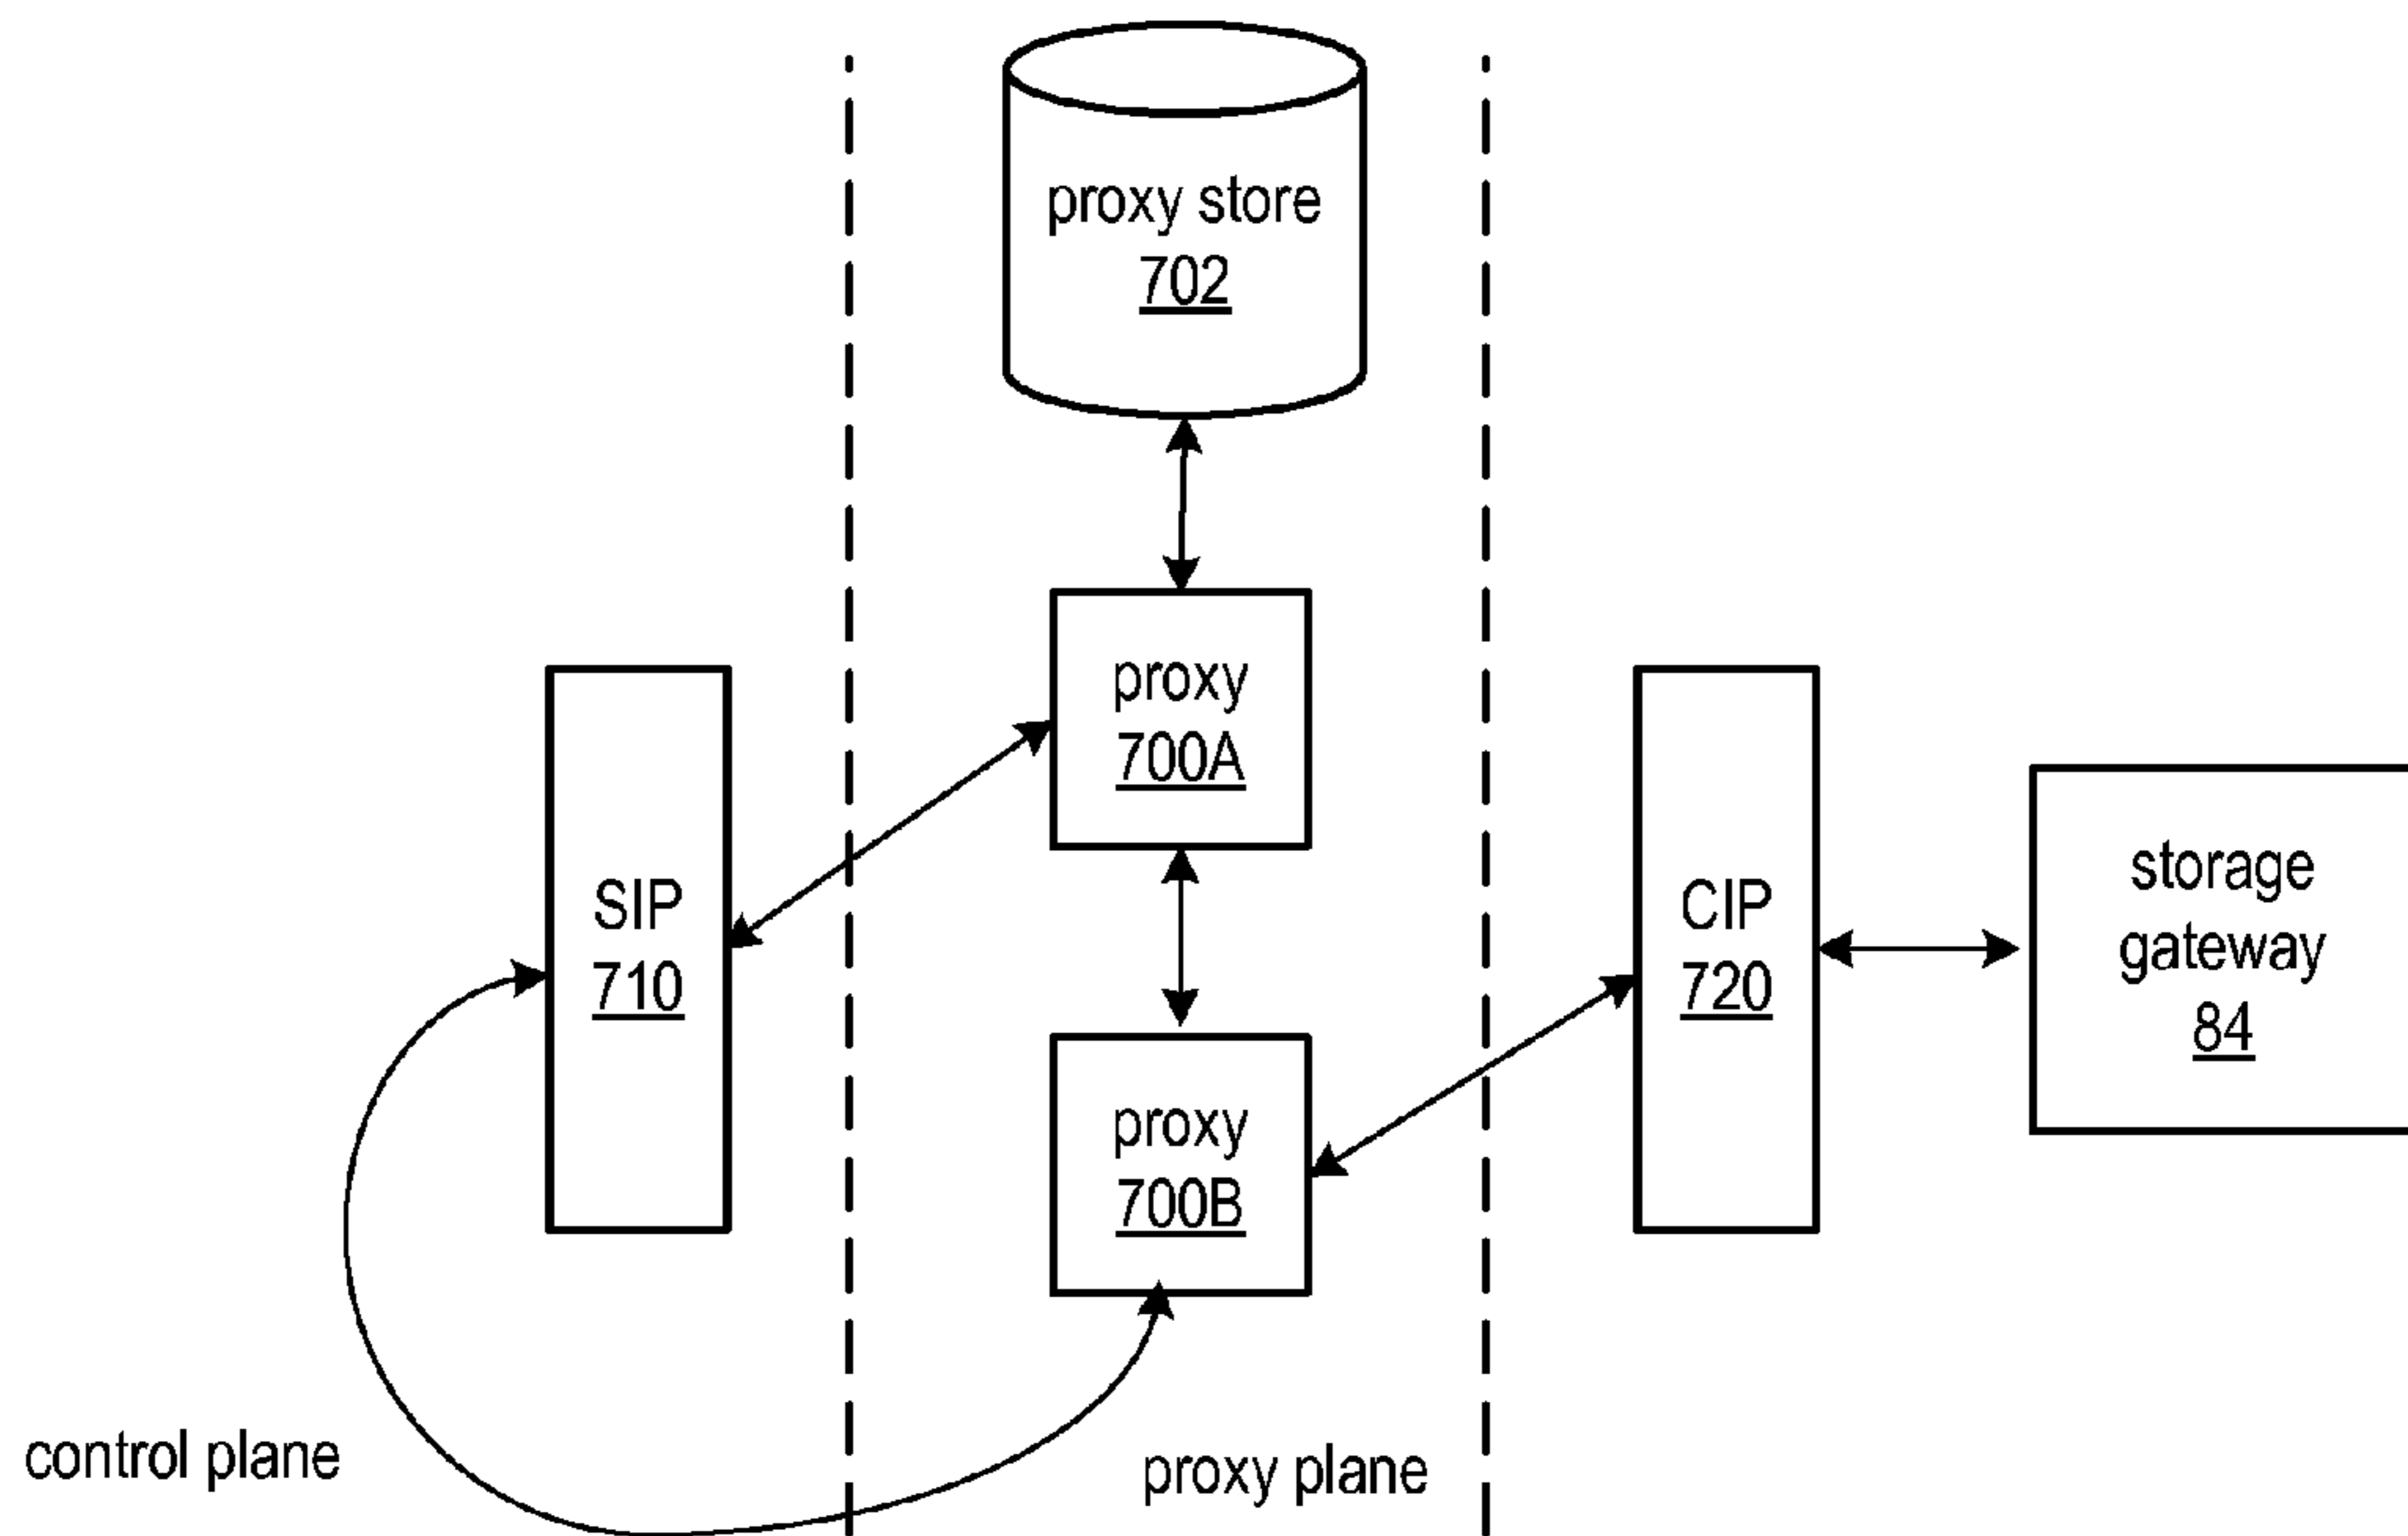 proxy store
702
proxy
700A
SIP
710
CIP
720
storage
gateway
84
proxy
700B
control plane
proxy plane